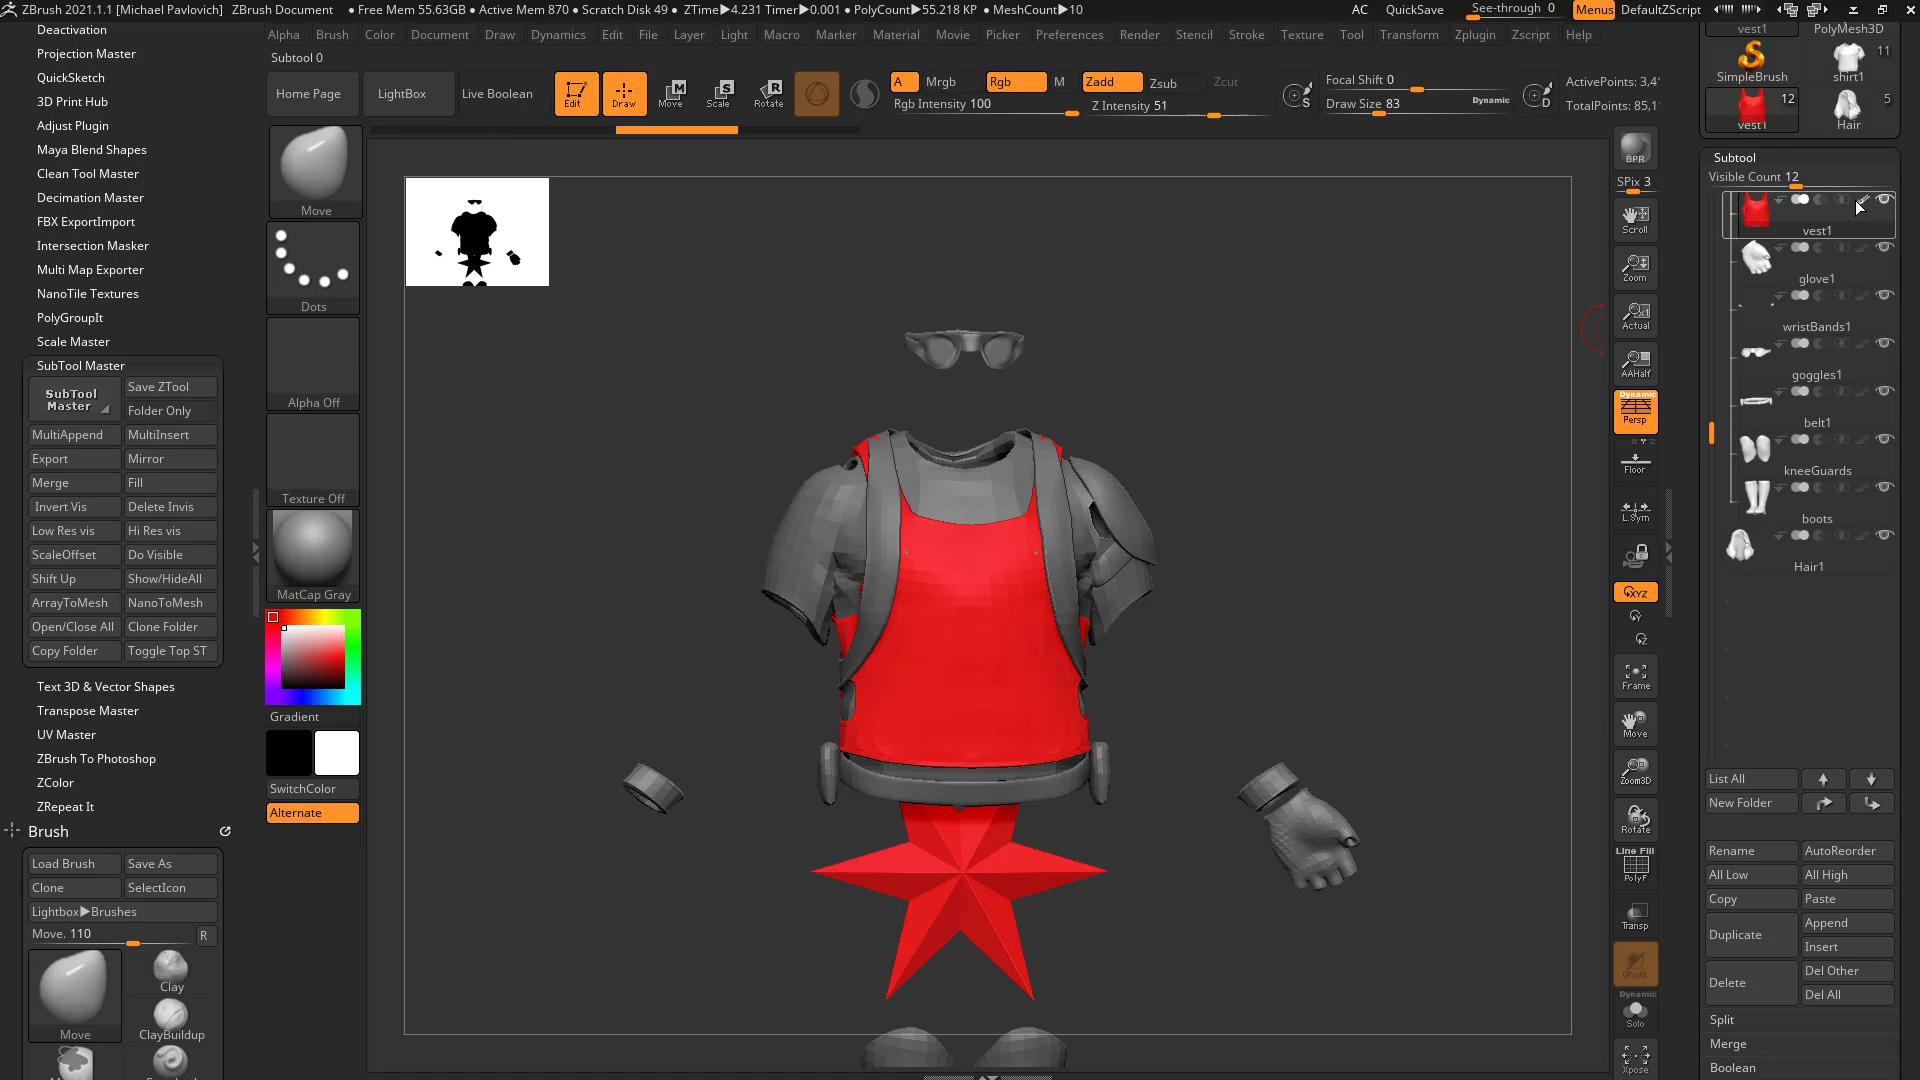 ZBrush 2021.1.1 [Michael Pavlovich] ZBrush Document • Free Mem 55.63GB • Active Mem 870 • Scratch Disk 49 • ZTime▶4.231 Timer▶0.001 • PolyCount▶55.218 KP • MeshCount▶10 AC QuickSave See-through 0 Menus DefaultZScript
Alpha Brush Color Document Draw Dynamics Edit File Layer Light Macro Marker Material Movie Picker Preferences Render Stencil Stroke Texture Tool Transform Zplugin Zscript Help
Subtool 0
Home Page LightBox Live Boolean Edit Draw Move Scale Rotate
A Mrgb Rgb M Zadd Zsub Zcut
Rgb Intensity 100 Z Intensity 51
S Focal Shift 0
Draw Size 83 Dynamic D
ActivePoints: 3,4
TotalPoints: 85,1
Deactivation
Projection Master
QuickSketch
3D Print Hub
Adjust Plugin
Maya Blend Shapes
Clean Tool Master
Decimation Master
FBX ExportImport
Intersection Masker
Multi Map Exporter
NanoTile Textures
PolyGroupIt
Scale Master
SubTool Master
SubTool
Master
Save ZTool
Folder Only
MultiAppend MultiInsert
Export Mirror
Merge Fill
Invert Vis Delete Invis
Low Res vis Hi Res vis
ScaleOffset Do Visible
Shift Up Show/HideAll
ArrayToMesh NanoToMesh
Open/Close All Clone Folder
Copy Folder Toggle Top ST
Text 3D & Vector Shapes
Transpose Master
UV Master
ZBrush To Photoshop
ZColor
ZRepeat It
Brush
Load Brush Save As
Clone SelectIcon
Lightbox▶Brushes
Move. 110 R
Move
Clay
ClayBuildup
Move
Dots
Alpha Off
Texture Off
MatCap Gray
Gradient
SwitchColor
Alternate
BPR
SPix 3
Scroll
Zoom
Actual
AAHalf
Dynamic
Persp
Floor
L.Sym
XYZ
Y
Z
Frame
Move
Zoom3D
Rotate
Line Fill
PolyF
Transp
Ghost
Dynamic
Solo
Xpose
vest1 PolyMesh3D
SimpleBrush shirt1 11
vest1 12 Hair 5
Subtool
Visible Count 12
vest1
glove1
wristBands1
goggles1
belt1
kneeGuards
boots
Hair1
List All
New Folder
Rename AutoReorder
All Low All High
Copy Paste
Duplicate Append
Insert
Delete Del Other
Del All
Split
Merge
Boolean